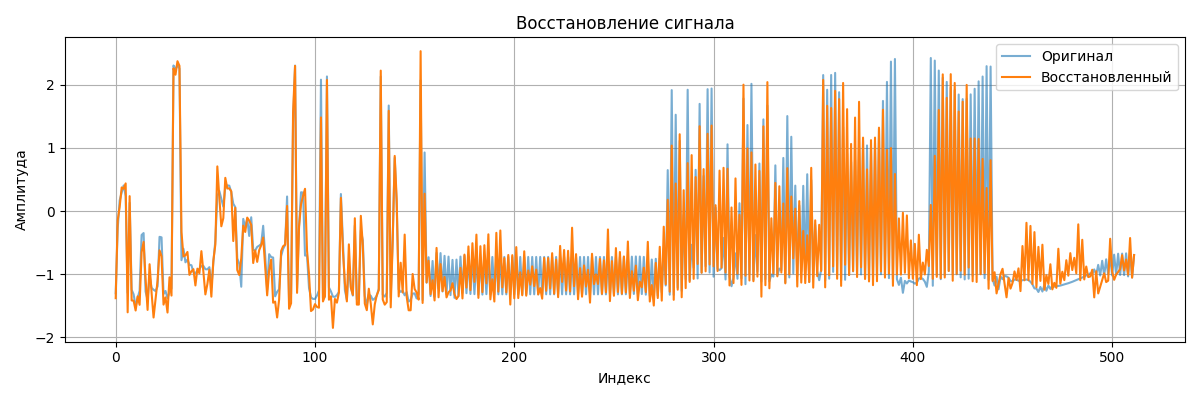 Восстановление сигнала
Оригинал
Восстановленный
Амплитуда
2
1
0
−1
−2
0 100 200 300 400 500
Индекс